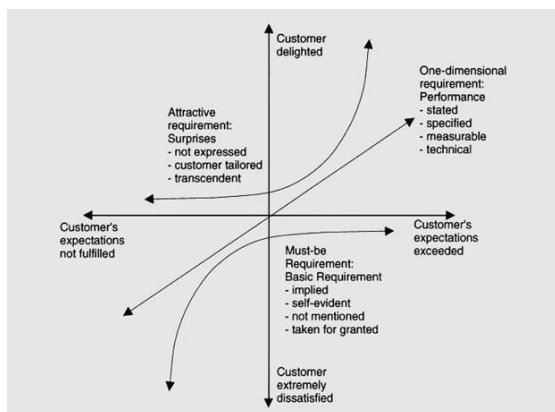 Customer
delighted
One-dimensional
requirement:
Performance
- stated
- specified
- measurable
- technical
Attractive
requirement:
Surprises
- not expressed
- customer tailored
- transcendent
Customer's
expectations
not fulfilled
Customer's
expectations
exceeded
Must-be
Requirement:
Basic Requirement
- implied
- self-evident
- not mentioned
- taken for granted
Customer
extremely
dissatisfied